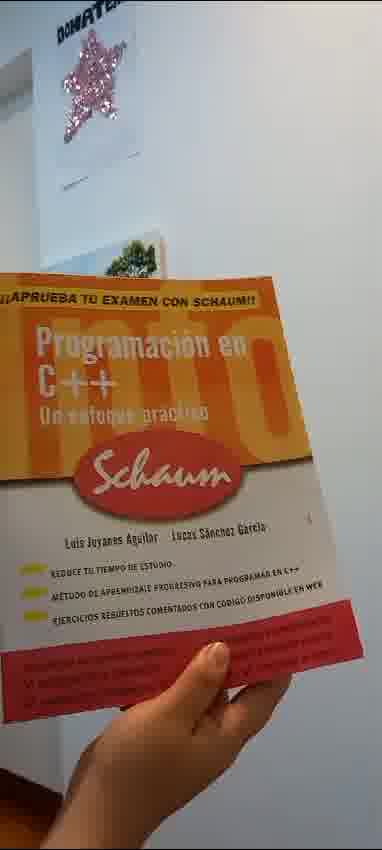 ¡¡APRUEBA TU EXAMEN CON SCHAUM!!
Programación en
C++
Un enfoque práctico
Schaum
Luis Joyanes Aguilar Lucas Sánchez García
REDUCE TU TIEMPO DE ESTUDIO
MÉTODO DE APRENDIZAJE PROGRESIVO PARA PROGRAMAR EN C++
EJERCICIOS RESUELTOS COMENTADOS CON CÓDIGO DISPONIBLE EN WEB